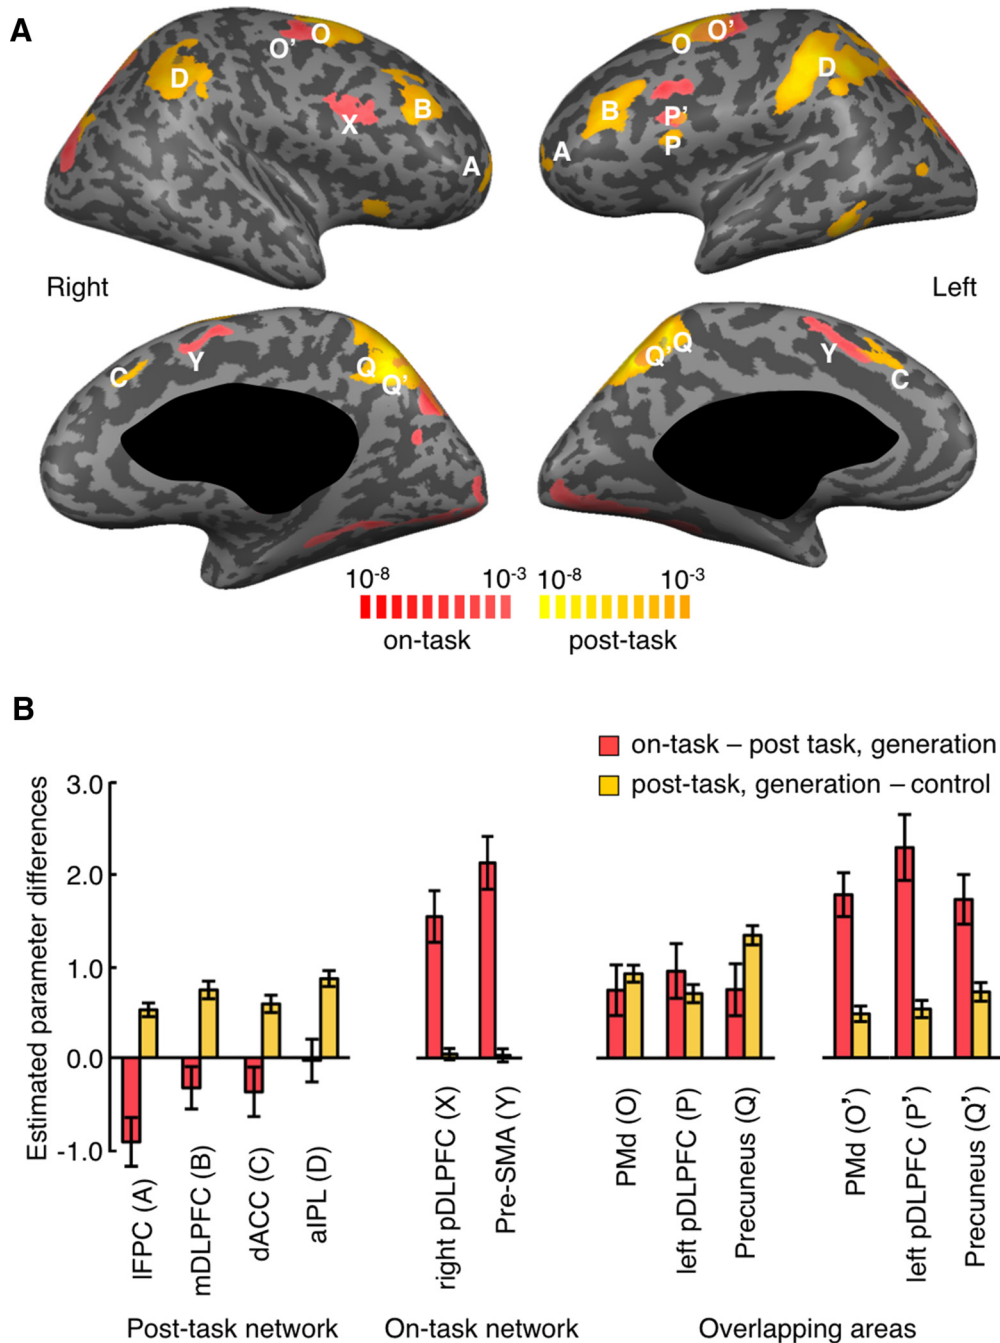 A
O
O'
D
B
X
A
O
O'
D
B
P'
P
A
Right
Left
Y
C
Q
Q'
Q'
Q
Y
C
10-8
10-3
10-8
10-3
on-task
post-task
B
on-task – post task, generation
post-task, generation – control
Estimated parameter differences
3.0
2.0
1.0
0.0
-1.0
lFPC (A)
mDLPFC (B)
dACC (C)
aIPL (D)
right pDLPFC (X)
Pre-SMA (Y)
PMd (O)
left pDLPFC (P)
Precuneus (Q)
PMd (O')
left pDLPFC (P')
Precuneus (Q')
Post-task network
On-task network
Overlapping areas